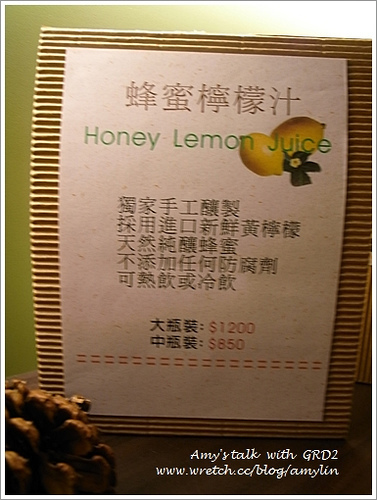 蜂蜜檸檬汁
Honey Lemon Juice
獨家手工釀製
採用進口新鮮黃檸檬
天然純釀蜂蜜
不添加任何防腐劑
可熱飲或冷飲
大瓶裝: $1200
中瓶裝: $850
Amy's talk with GRD2
www.wretch.cc/blog/amylin